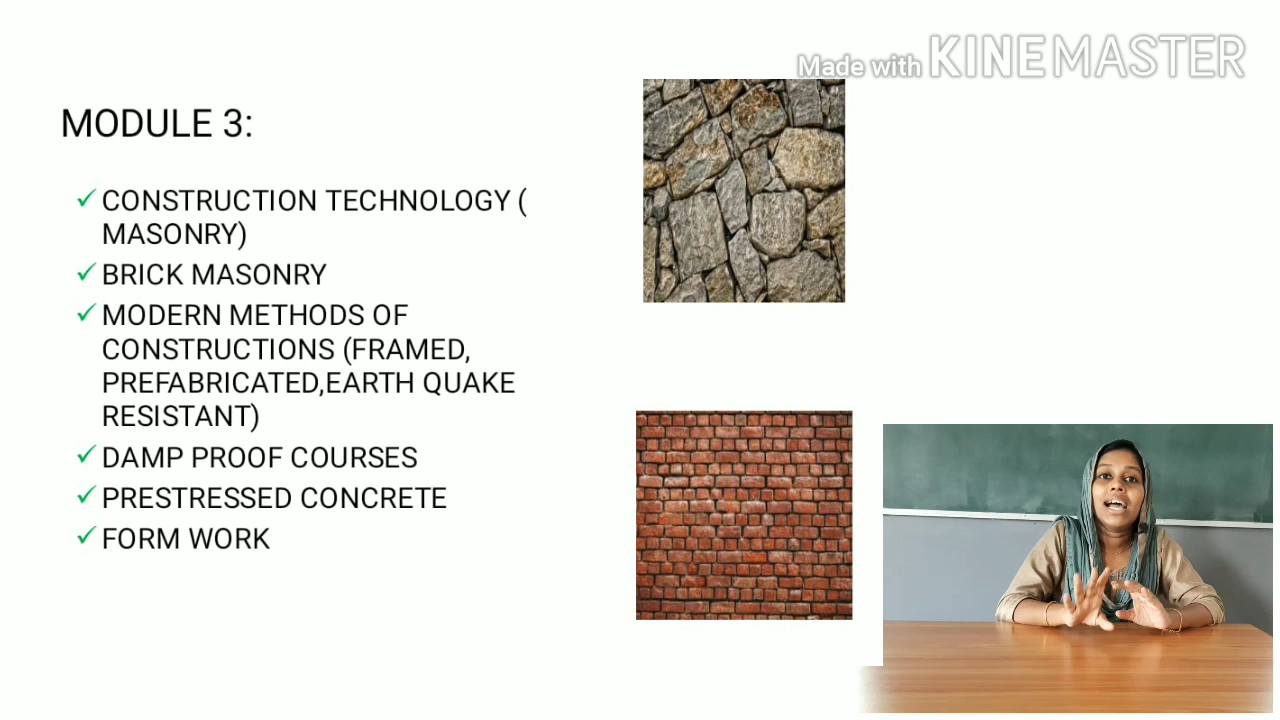 Made with KINEMASTER
MODULE 3:
CONSTRUCTION TECHNOLOGY (
MASONRY)
BRICK MASONRY
MODERN METHODS OF
CONSTRUCTIONS (FRAMED,
PREFABRICATED,EARTH QUAKE
RESISTANT)
DAMP PROOF COURSES
PRESTRESSED CONCRETE
FORM WORK